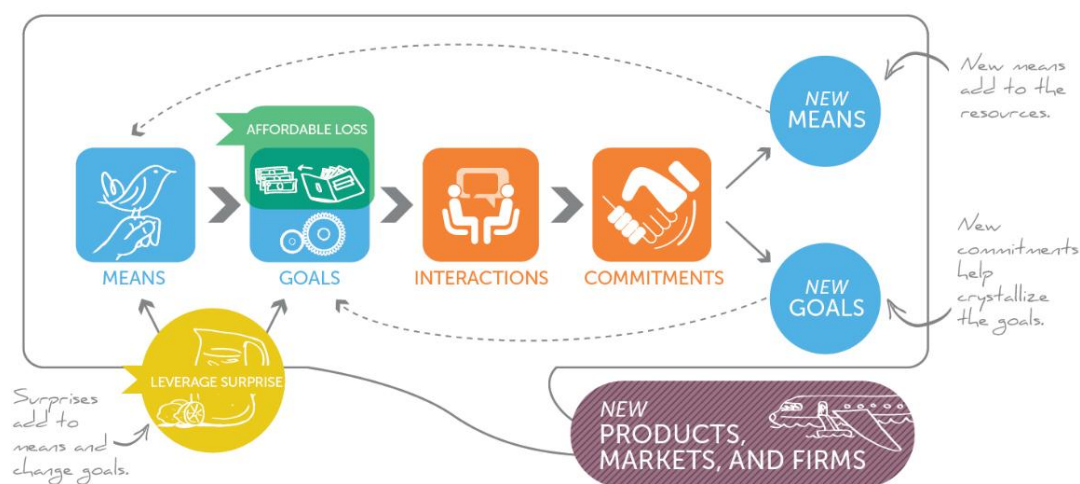 NEW
MEANS
New means
add to the
resources.
AFFORDABLE LOSS
MEANS
GOALS
INTERACTIONS
COMMITMENTS
NEW
GOALS
New
commitments
help
crystallize
the goals.
LEVERAGE SURPRISE
Surprises
add to
means and
change goals.
NEW
PRODUCTS,
MARKETS, AND FIRMS